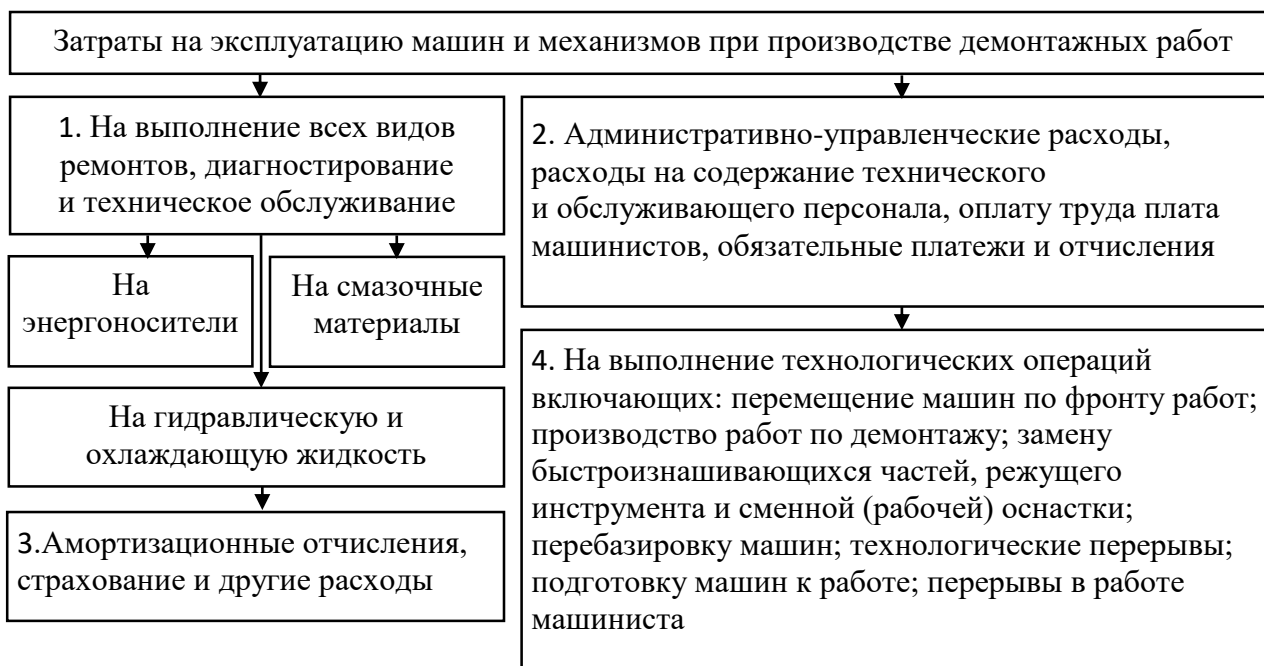 Затраты на эксплуатацию машин и механизмов при производстве демонтажных работ
1. На выполнение всех видов
ремонтов, диагностирование
и техническое обслуживание
2. Административно-управленческие расходы,
расходы на содержание технического
и обслуживающего персонала, оплату труда плата
машинистов, обязательные платежи и отчисления
На
энергоносители
На смазочные
материалы
На гидравлическую и
охлаждающую жидкость
3.Амортизационные отчисления,
страхование и другие расходы
4. На выполнение технологических операций
включающих: перемещение машин по фронту работ;
производство работ по демонтажу; замену
быстроизнашивающихся частей, режущего
инструмента и сменной (рабочей) оснастки;
перебазировку машин; технологические перерывы;
подготовку машин к работе; перерывы в работе
машиниста